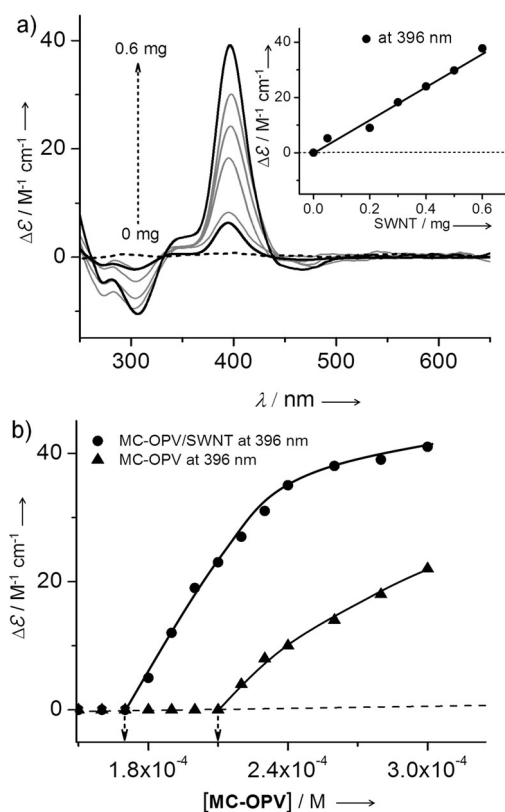 a)
0.6 mg
0 mg
Δε / M⁻¹ cm⁻¹ →
40
20
0
300 400 500 600
λ / nm →
● at 396 nm
Δε / M⁻¹ cm⁻¹ →
40
20
0
0.0 0.2 0.4 0.6
SWNT / mg →
b)
● MC-OPV/SWNT at 396 nm
▲ MC-OPV at 396 nm
Δε / M⁻¹ cm⁻¹ →
40
20
0
1.8x10⁻⁴ 2.4x10⁻⁴ 3.0x10⁻⁴
[MC-OPV] / M →